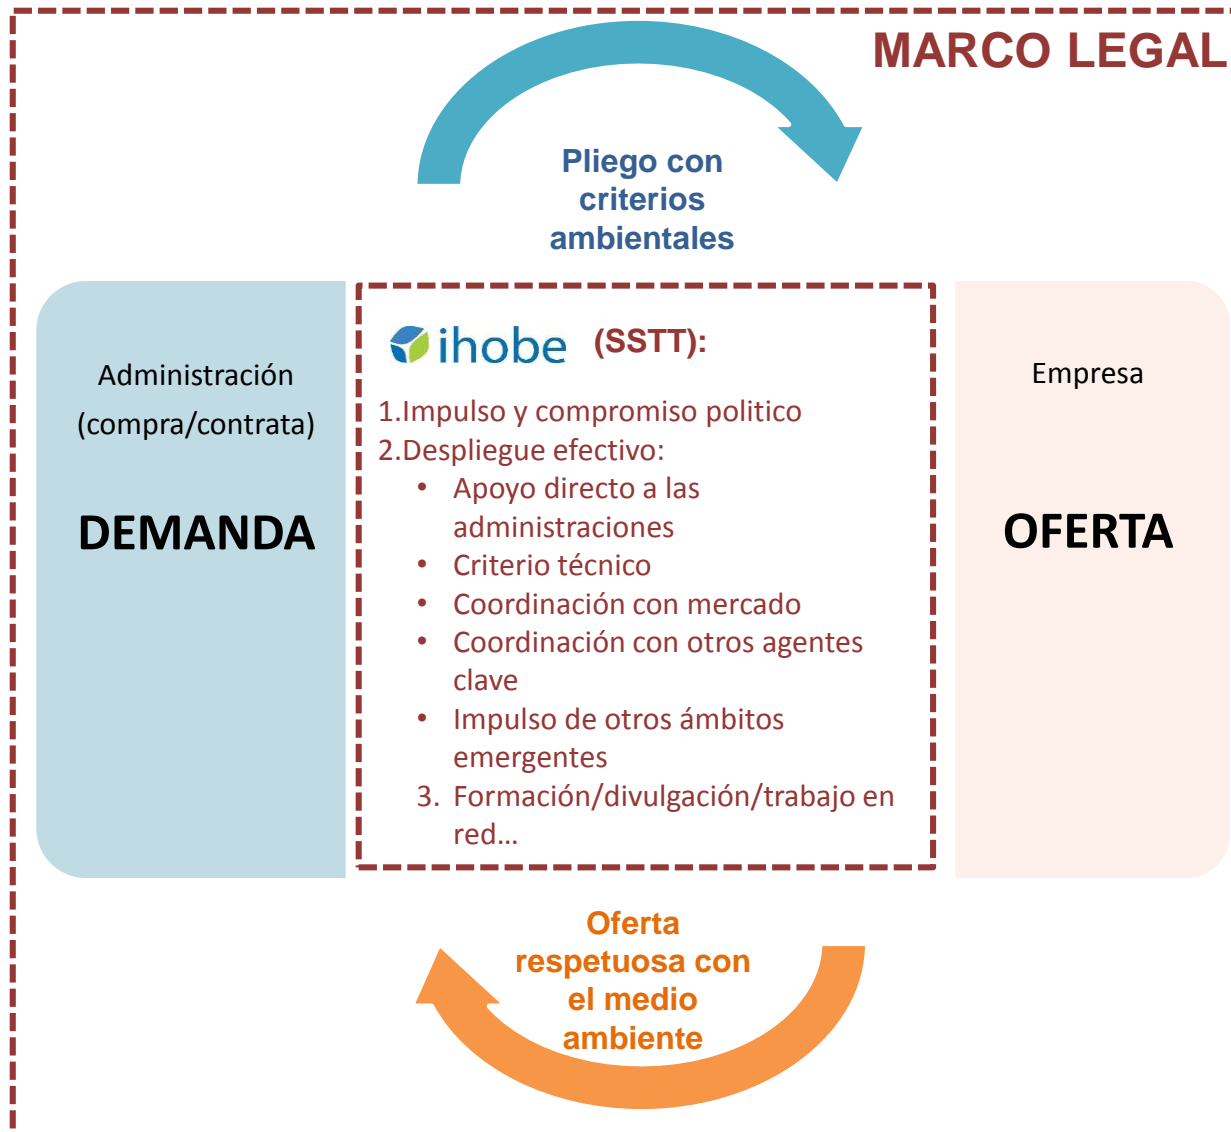 MARCO LEGAL
Pliego con
criterios
ambientales
Administración
(compra/contrata)
DEMANDA
ihobe (SSTT):
1.Impulso y compromiso politico
2.Despliegue efectivo:
• Apoyo directo a las
administraciones
• Criterio técnico
• Coordinación con mercado
• Coordinación con otros agentes
clave
• Impulso de otros ámbitos
emergentes
3. Formación/divulgación/trabajo en
red…
Empresa
OFERTA
Oferta
respetuosa con
el medio
ambiente